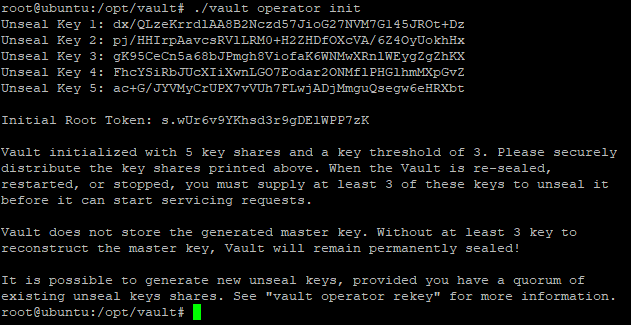 root@ubuntu:/opt/vault# ./vault operator init
Unseal Key 1: dx/QLzeKrrdlAA8B2Nczd57JioG27NVM7G145JROt+Dz
Unseal Key 2: pj/HHIrpAavcsRVlLRM0+H2ZHDfOXcVA/6Z4OyUokhHx
Unseal Key 3: gK95CeCn5a68bJPmgh8ViofaK6WNMwXRnlWEygZgZhKX
Unseal Key 4: FhcYSiRbJUcXIiXwnLGO7Eodar2ONMflPHGlhmMXpGvZ
Unseal Key 5: ac+G/JYVMyCrUPX7vVUh7FLwjADjMmguQsegw6eHRXbt
Initial Root Token: s.wUr6v9YKhsd3r9gDElWPP7zK
Vault initialized with 5 key shares and a key threshold of 3. Please securely
distribute the key shares printed above. When the Vault is re-sealed,
restarted, or stopped, you must supply at least 3 of these keys to unseal it
before it can start servicing requests.
Vault does not store the generated master key. Without at least 3 key to
reconstruct the master key, Vault will remain permanently sealed!
It is possible to generate new unseal keys, provided you have a quorum of
existing unseal keys shares. See "vault operator rekey" for more information.
root@ubuntu:/opt/vault#